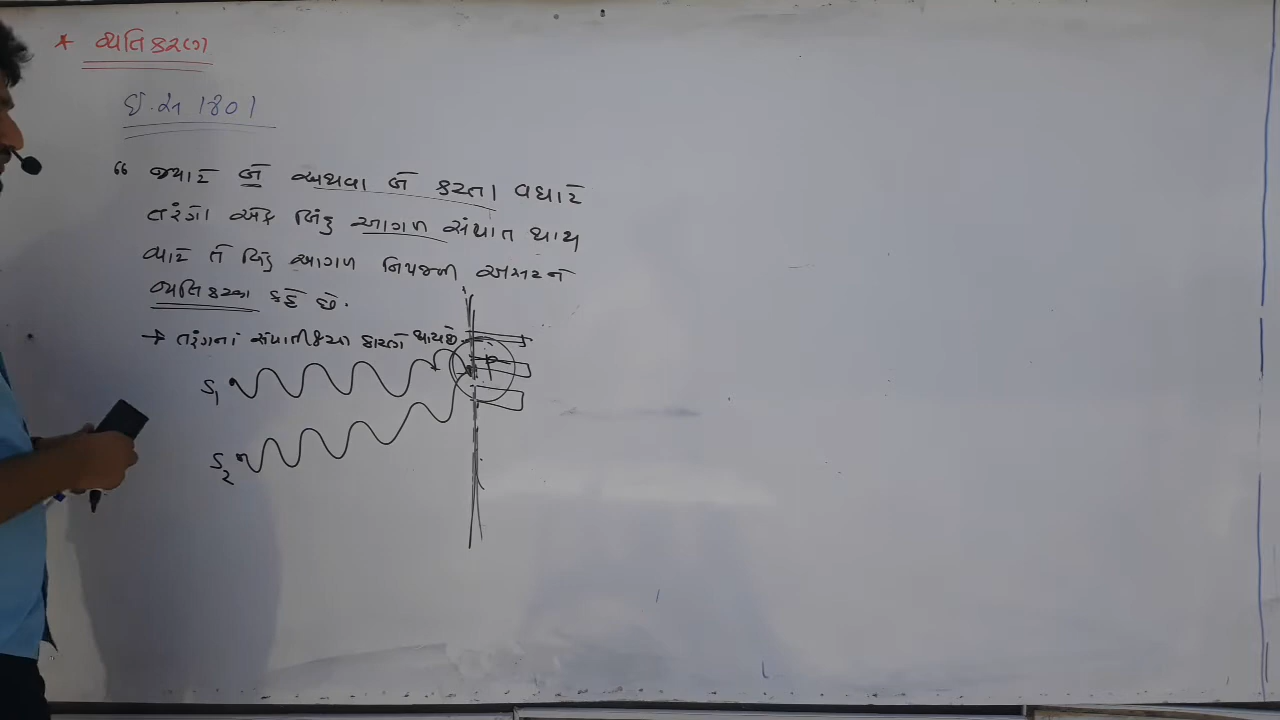 * વ્યતિકરણ
ઈ.સ 1801
“ જ્યારે બે અથવા બે કરતા વધારે
તરંગો એક બિંદુ આગળ સંપાત થાય
ત્યારે તે બિંદુ આગળ નિપજતી અસરને
વ્યતિકરણ કહે છે.
→ તરંગના સંપાતીકરણ કારણે થાય છે.
S1
P
S2